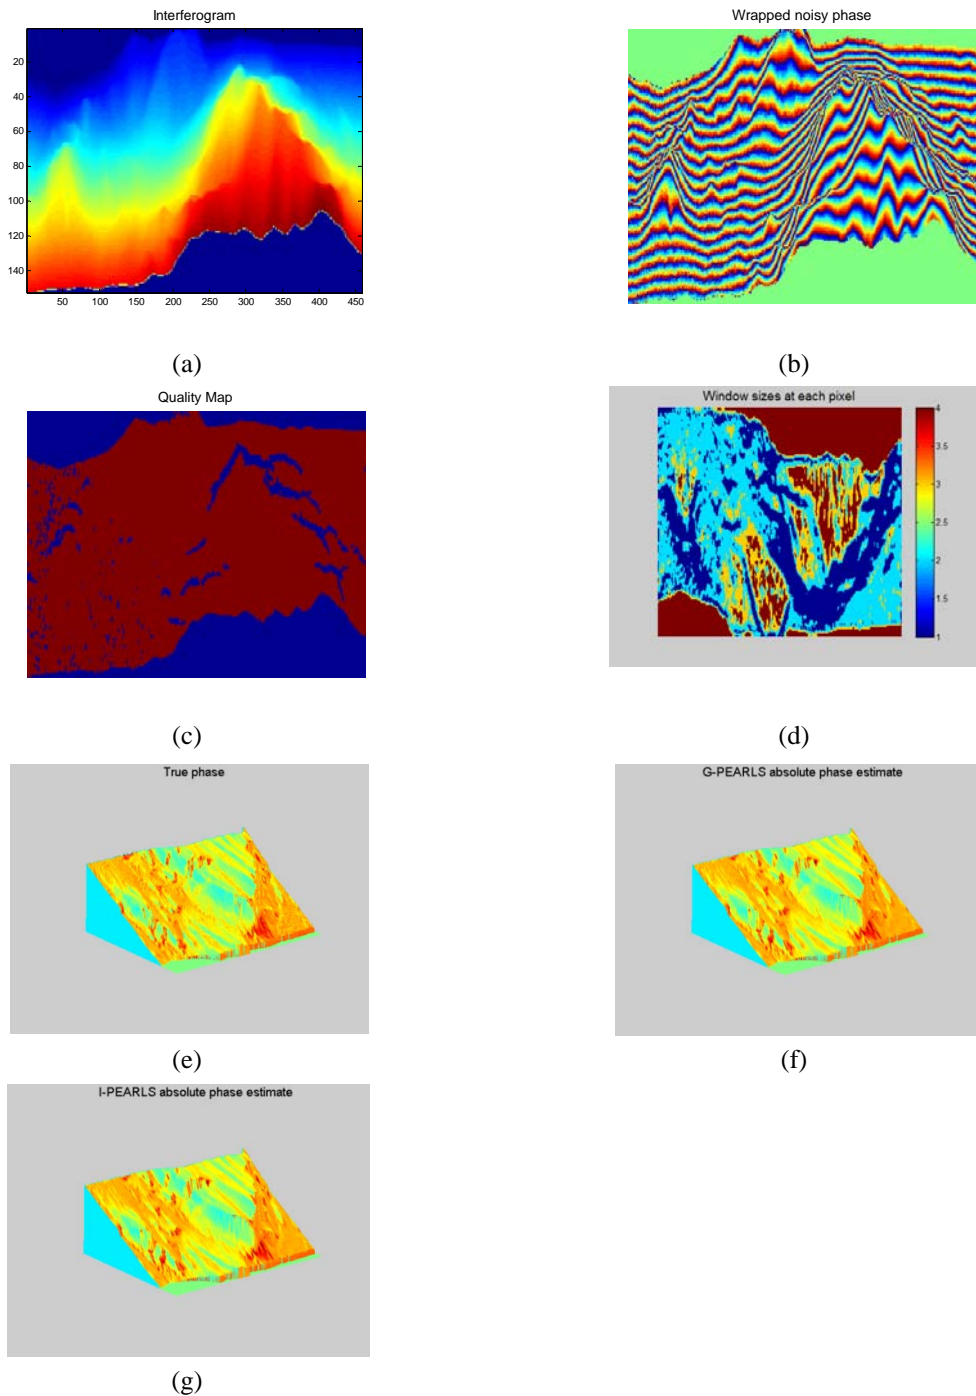 Interferogram
20
40
60
80
100
120
140
50 100 150 200 250 300 350 400 450
(a)
Wrapped noisy phase
(b)
Quality Map
(c)
Window sizes at each pixel
4
3.5
3
2.5
2
1.5
1
(d)
True phase
(e)
G-PEARLS absolute phase estimate
(f)
I-PEARLS absolute phase estimate
(g)